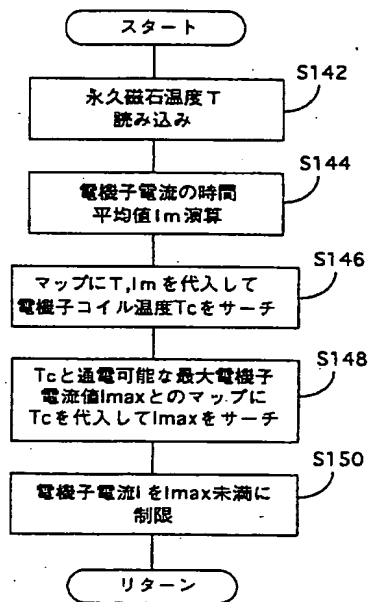 スタート
S142
永久磁石温度T
読み込み
S144
電機子電流の時間
平均値Im演算
S146
マップにT,Imを代入して
電機子コイル温度Tcをサーチ
S148
Tcと通電可能な最大電機子
電流値Imaxとのマップに
Tcを代入してImaxをサーチ
S150
電機子電流IをImax未満に
制限
リターン